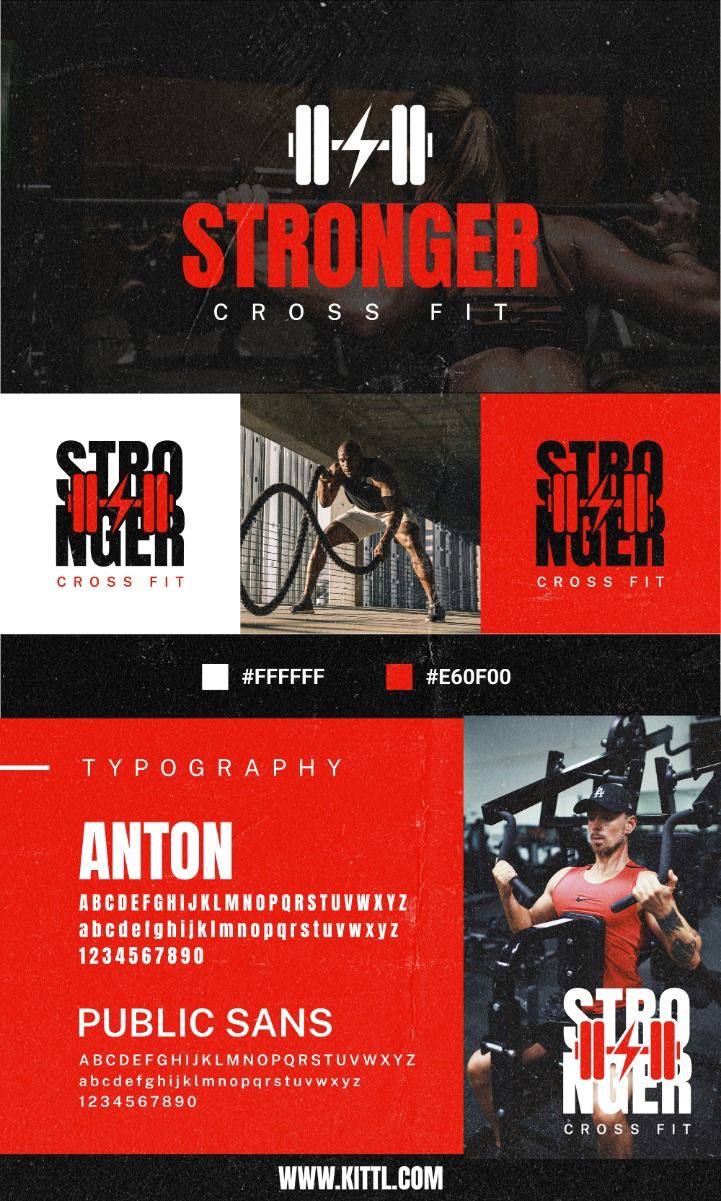 STRONGER
CROSS FIT
STRO
NGER
CROSS FIT
STRO
NGER
CROSS FIT
#FFFFFF
#E60F00
TYPOGRAPHY
ANTON
ABCDEFGHIJKLMNOPQRSTUVWXYZ
abcdefghijklmnopqrstuvwxyz
1234567890
PUBLIC SANS
ABCDEFGHIJKLMNOPQRSTUVWXYZ
abcdefghijklmnopqrstuvwxyz
1234567890
STRO
NGER
CROSS FIT
WWW.KITTL.COM